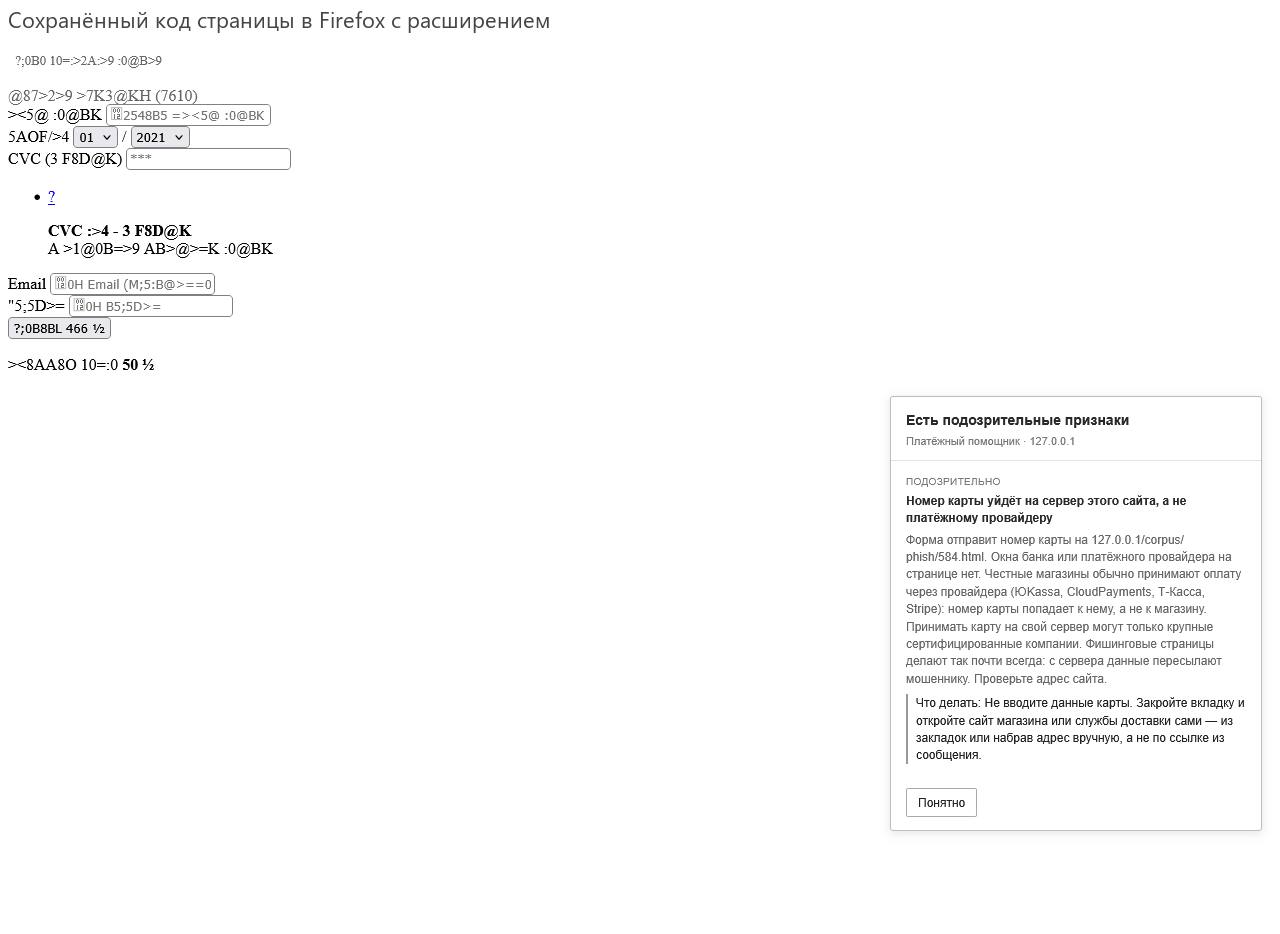 Сохранённый код страницы в Firefox с расширением
?;0B0 10=:>2A:>9 :0@B>9
@87>2>9 >7K3@KH (7610)
><5@ :0@BK 2548B5 =><5@ :0@BK
5AOF/>4 01 / 2021
CVC (3 F8D@K) ***
• ?
CVC :>4 - 3 F8D@K
A >1@0B=>9 AB>@>=K :0@BK
Email 0H Email (M;5:B@>==0
"5;5D>= 0H B5;5D>=
?;0B8BL 466 ½
><8AA8O 10=:0 50 ½
Есть подозрительные признаки
Платёжный помощник · 127.0.0.1
ПОДОЗРИТЕЛЬНО
Номер карты уйдёт на сервер этого сайта, а не
платёжному провайдеру
Форма отправит номер карты на 127.0.0.1/corpus/
phish/584.html. Окна банка или платёжного провайдера на
странице нет. Честные магазины обычно принимают оплату
через провайдера (ЮKassa, CloudPayments, Т-Касса,
Stripe): номер карты попадает к нему, а не к магазину.
Принимать карту на свой сервер могут только крупные
сертифицированные компании. Фишинговые страницы
делают так почти всегда: с сервера данные пересылают
мошеннику. Проверьте адрес сайта.
Что делать: Не вводите данные карты. Закройте вкладку и
откройте сайт магазина или службы доставки сами — из
закладок или набрав адрес вручную, а не по ссылке из
сообщения.
Понятно